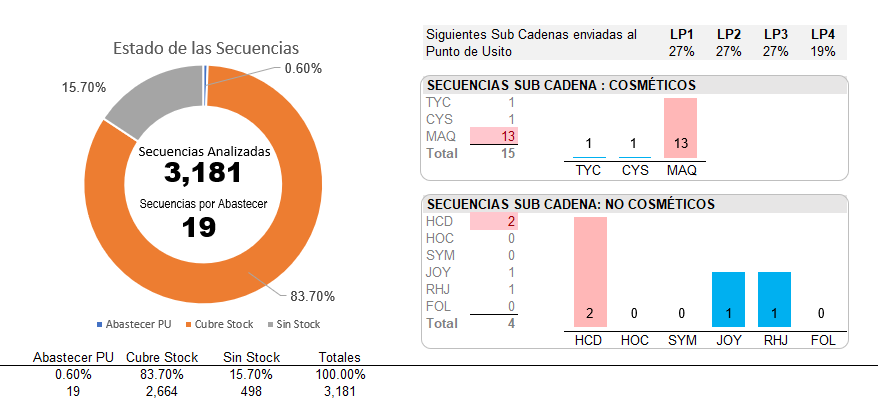 Estado de las Secuencias
0.60%
15.70%
Secuencias Analizadas
3,181
Secuencias por Abastecer
19
83.70%
Abastecer PU Cubre Stock Sin Stock
Abastecer PU Cubre Stock Sin Stock Totales
0.60% 83.70% 15.70% 100.00%
19 2,664 498 3,181
Siguientes Sub Cadenas enviadas al LP1 LP2 LP3 LP4
Punto de Usito 27% 27% 27% 19%
SECUENCIAS SUB CADENA : COSMÉTICOS
TYC 1
CYS 1
MAQ 13
Total 15
1 1 13
TYC CYS MAQ
SECUENCIAS SUB CADENA: NO COSMÉTICOS
HCD 2
HOC 0
SYM 0
JOY 1
RHJ 1
FOL 0
Total 4
2 0 0 1 1 0
HCD HOC SYM JOY RHJ FOL